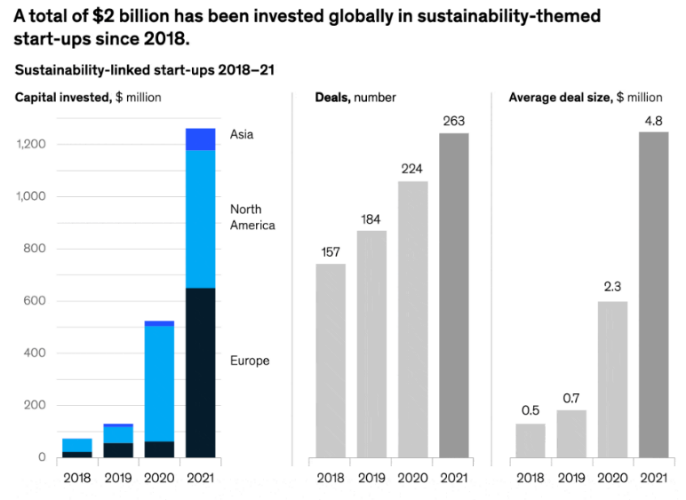 A total of $2 billion has been invested globally in sustainability-themed
start-ups since 2018.
Sustainability-linked start-ups 2018–21
Capital invested, $ million
1,200
1,000
800
600
400
200
0
Asia
North
America
Europe
2018 2019 2020 2021
Deals, number
157
184
224
263
2018 2019 2020 2021
Average deal size, $ million
0.5
0.7
2.3
4.8
2018 2019 2020 2021